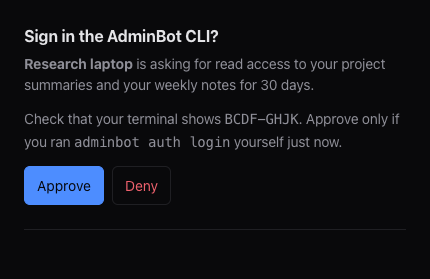 Sign in the AdminBot CLI?
Research laptop is asking for read access to your project
summaries and your weekly notes for 30 days.
Check that your terminal shows BCDF-GHJK. Approve only if
you ran adminbot auth login yourself just now.
Approve
Deny